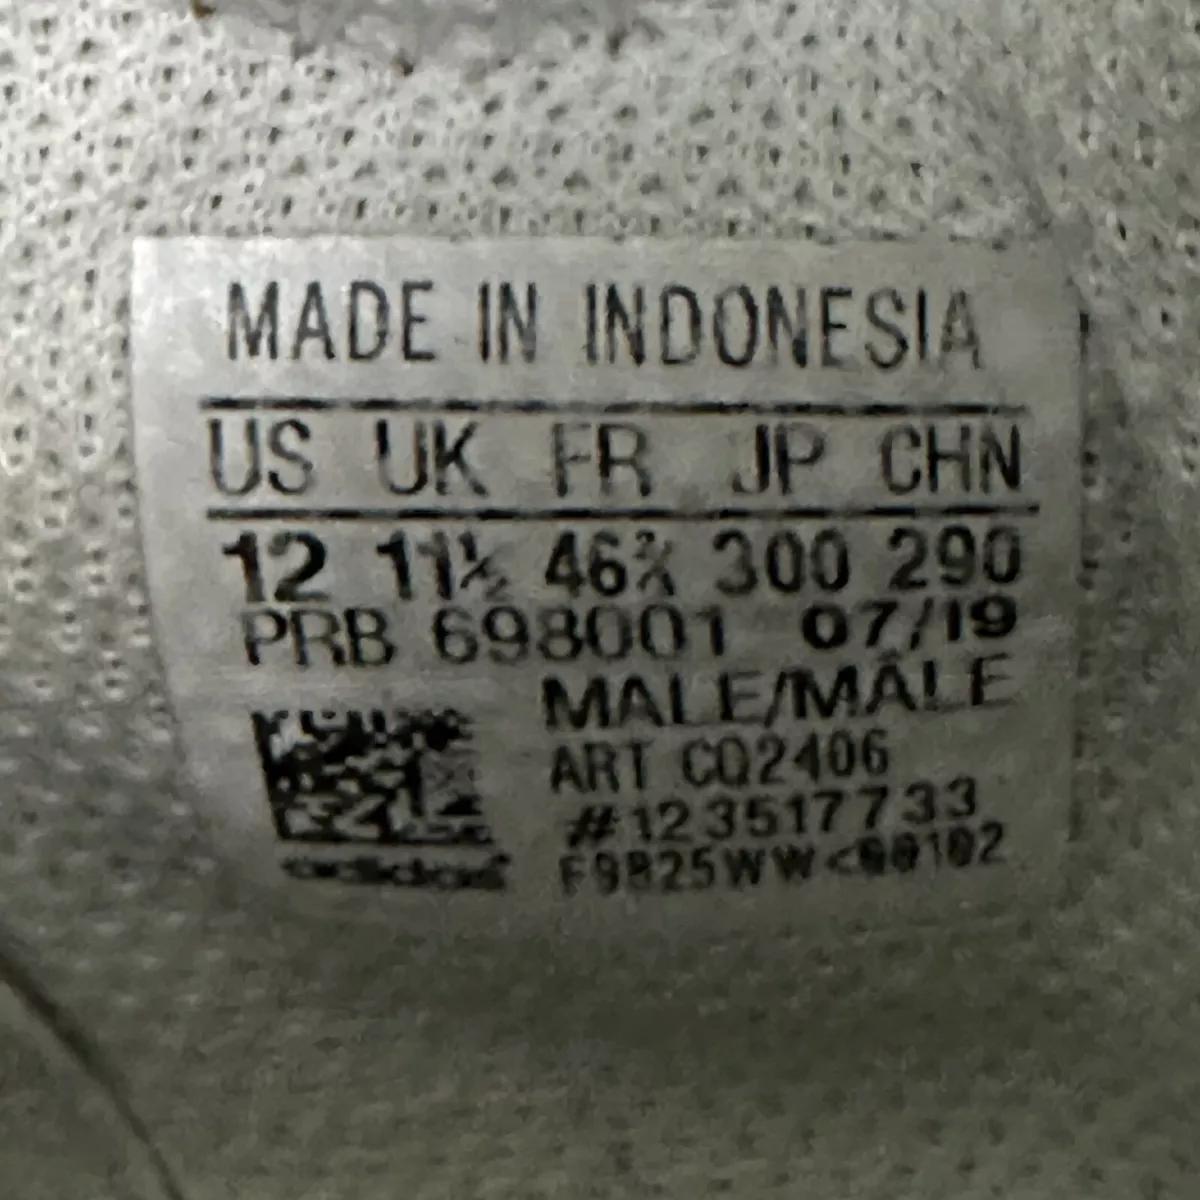 MADE IN INDONESIA
US UK FR JP CHN
12 11½ 46⅔ 300 290
PRB 698001 07/19
MALE/MÂLE
ART CQ2406
#123517733
adidas F9825WW<00102